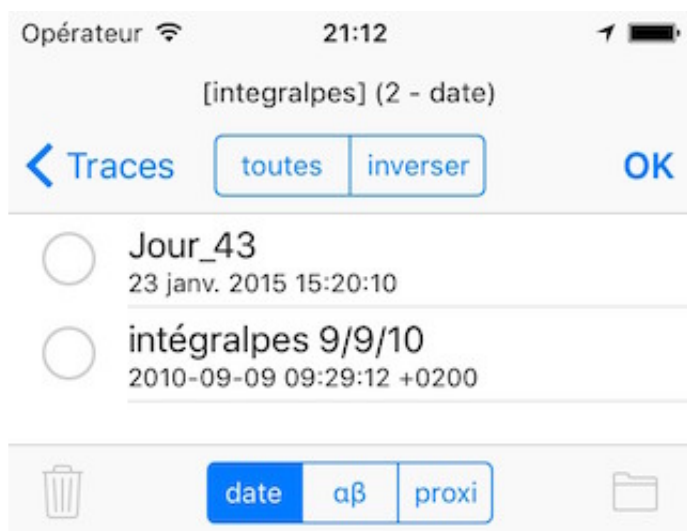 Opérateur 21:12
[integralpes] (2 - date)
Traces toutes inverser OK
Jour_43
23 janv. 2015 15:20:10
intégralpes 9/9/10
2010-09-09 09:29:12 +0200
date αβ proxi